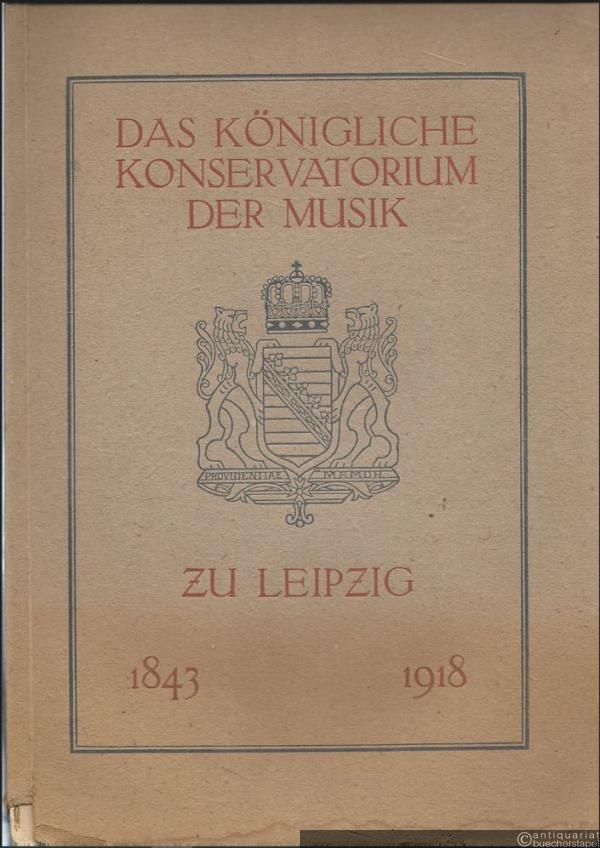 DAS KÖNIGLICHE
KONSERVATORIUM
DER MUSIK
PROVIDENTIAE MEMOR
ZU LEIPZIG
1843 1918
© antiquariat
buecherstapel